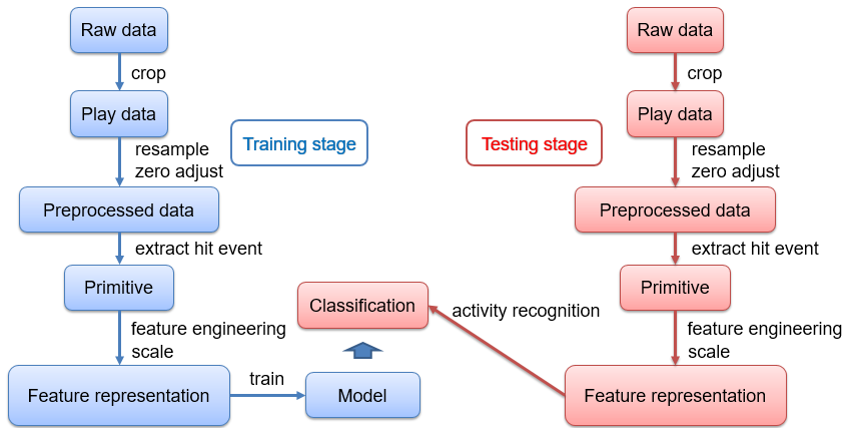 Raw data
crop
Play data
resample
zero adjust
Preprocessed data
extract hit event
Primitive
feature engineering
scale
Feature representation
train
Model
Training stage
Classification
Testing stage
Raw data
crop
Play data
resample
zero adjust
Preprocessed data
extract hit event
Primitive
feature engineering
scale
Feature representation
activity recognition